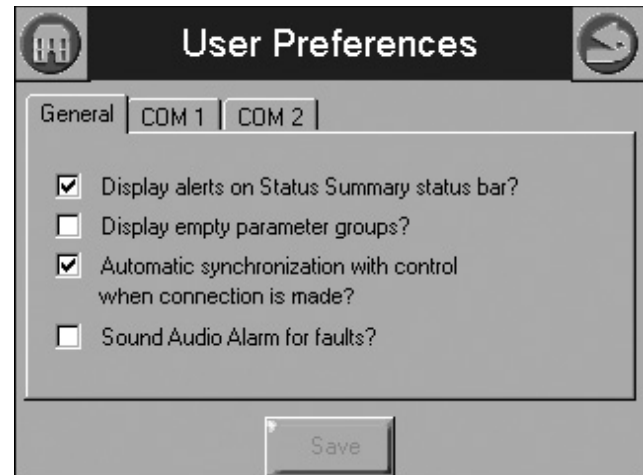 User Preferences
General COM 1 COM 2
Display alerts on Status Summary status bar?
Display empty parameter groups?
Automatic synchronization with control
when connection is made?
Sound Audio Alarm for faults?
Save